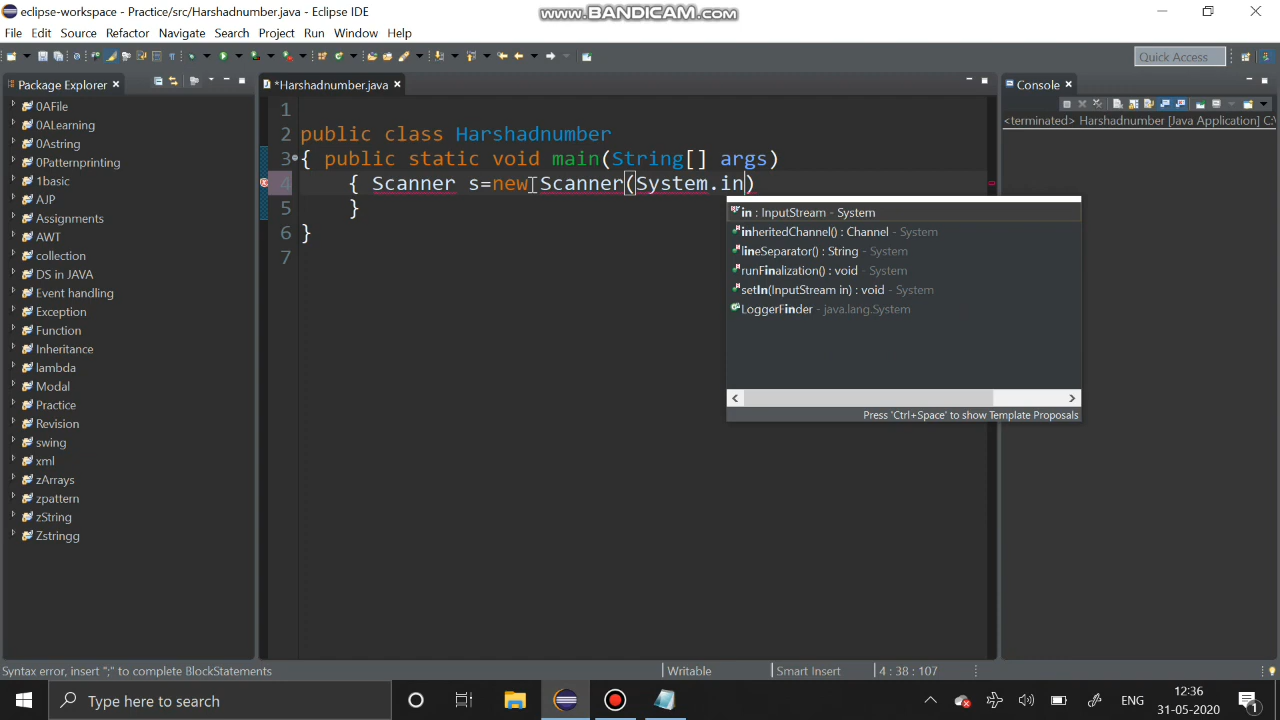 eclipse-workspace - Practice/src/Harshadnumber.java - Eclipse IDE
WWW.BANDICAM.COM
File Edit Source Refactor Navigate Search Project Run Window Help
Quick Access
Package Explorer
*Harshadnumber.java
Console
<terminated> Harshadnumber [Java Application] C:\
0AFile
0ALearning
0Astring
0Patternprinting
1basic
AJP
Assignments
AWT
collection
DS in JAVA
Event handling
Exception
Function
Inheritance
lambda
Modal
Practice
Revision
swing
xml
zArrays
zpattern
zString
Zstringg
1
2 public class Harshadnumber
3 { public static void main(String[] args)
4 { Scanner s=new Scanner(System.in)
5 }
6 }
7
in : InputStream - System
inheritedChannel() : Channel - System
lineSeparator() : String - System
runFinalization() : void - System
setIn(InputStream in) : void - System
LoggerFinder - java.lang.System
Press 'Ctrl+Space' to show Template Proposals
Syntax error, insert ";" to complete BlockStatements
Writable
Smart Insert
4 : 38 : 107
Type here to search
ENG
12:36
31-05-2020
1